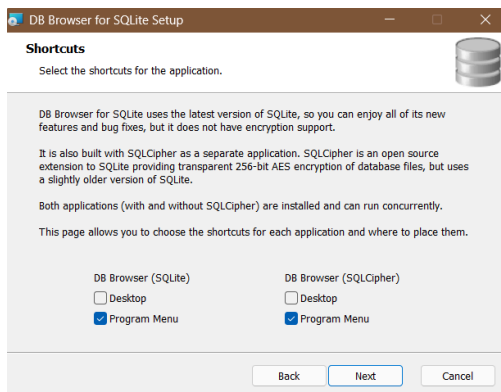 DB Browser for SQLite Setup
Shortcuts
Select the shortcuts for the application.
DB Browser for SQLite uses the latest version of SQLite, so you can enjoy all of its new
features and bug fixes, but it does not have encryption support.
It is also built with SQLCipher as a separate application. SQLCipher is an open source
extension to SQLite providing transparent 256-bit AES encryption of database files, but uses
a slightly older version of SQLite.
Both applications (with and without SQLCipher) are installed and can run concurrently.
This page allows you to choose the shortcuts for each application and where to place them.
DB Browser (SQLite) DB Browser (SQLCipher)
Desktop Desktop
Program Menu Program Menu
Back Next Cancel